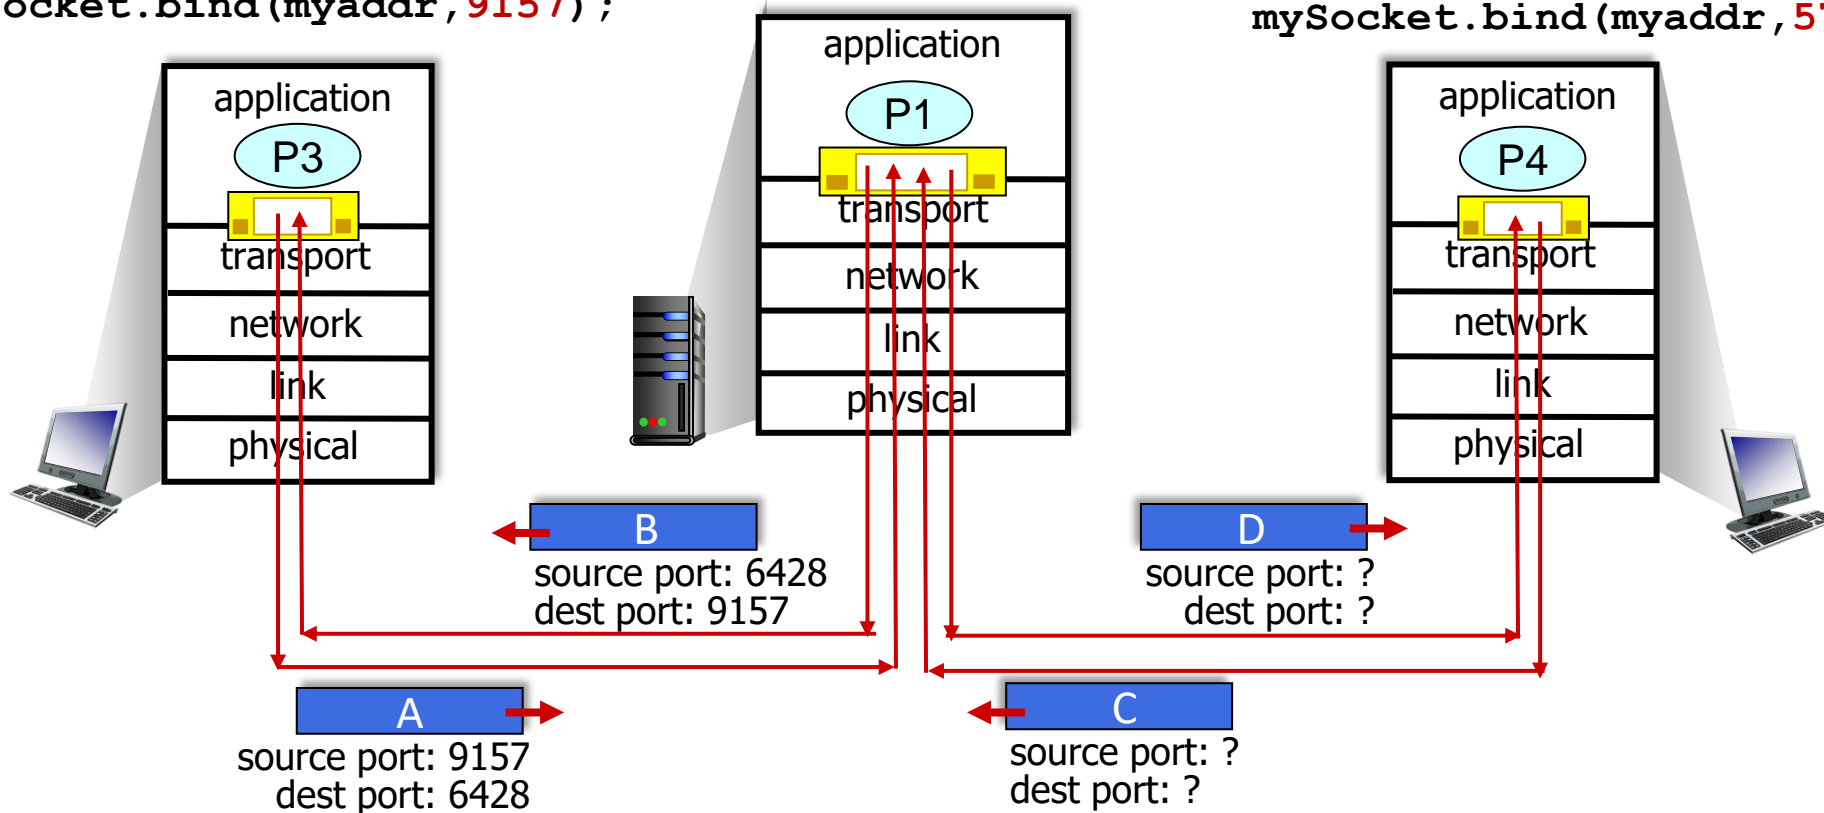 ocket.bind(myaddr,9157);
mySocket.bind(myaddr,57
application
P3
transport
network
link
physical
application
P1
transport
network
link
physical
application
P4
transport
network
link
physical
B
source port: 6428
dest port: 9157
D
source port: ?
dest port: ?
A
source port: 9157
dest port: 6428
C
source port: ?
dest port: ?